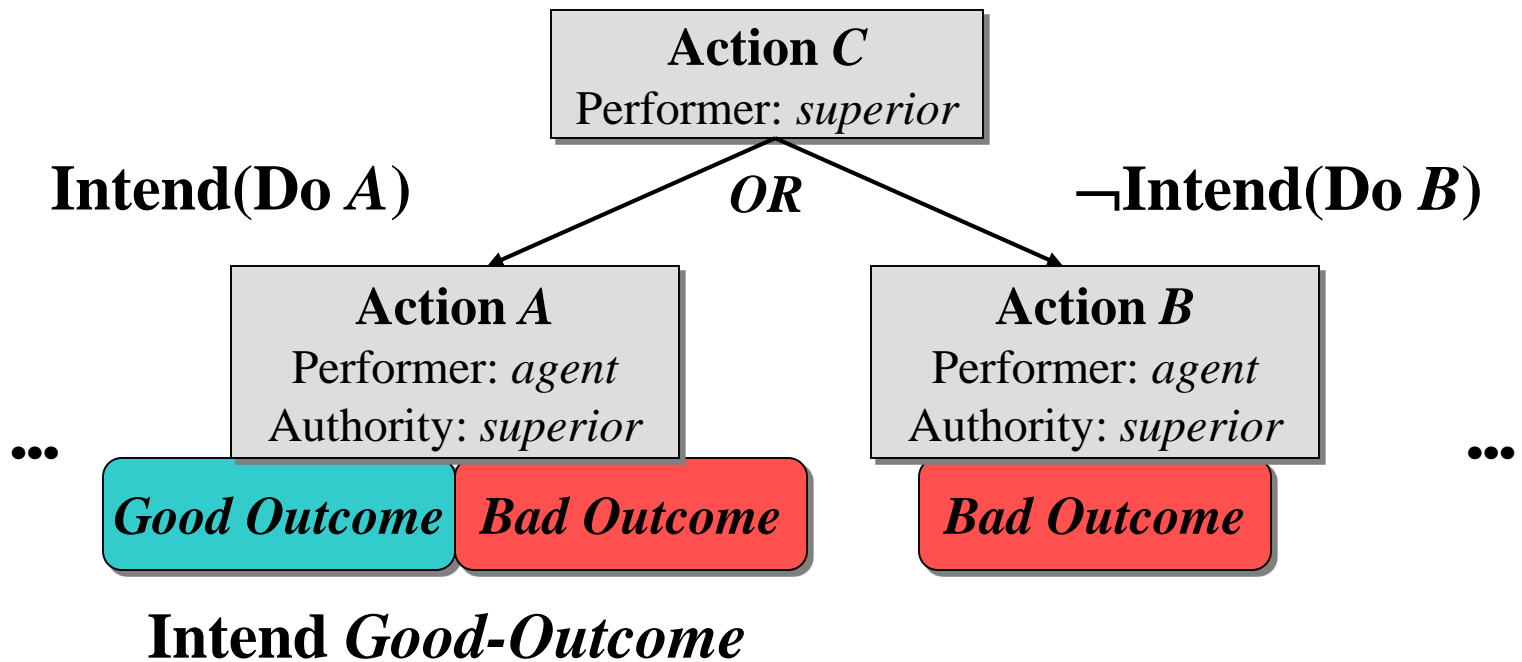 Action C
Performer: superior
Intend(Do A)
OR
¬Intend(Do B)
Action A
Performer: agent
Authority: superior
Action B
Performer: agent
Authority: superior
...
...
Good Outcome
Bad Outcome
Bad Outcome
Intend Good-Outcome